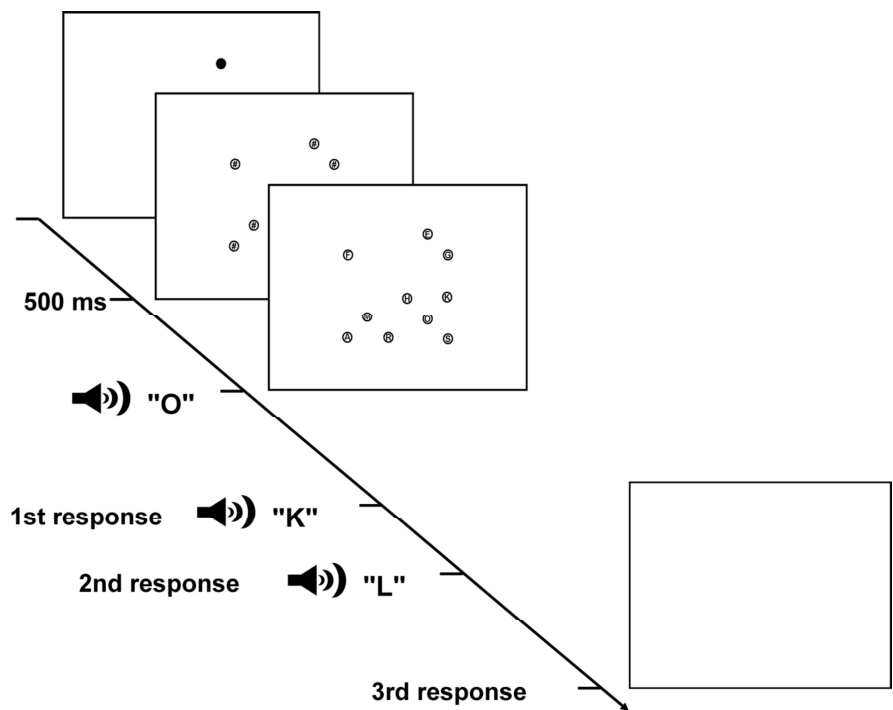 #
# #
#
#
E
F G
H K
W
A R S
500 ms
"O"
1st response "K"
2nd response "L"
3rd response